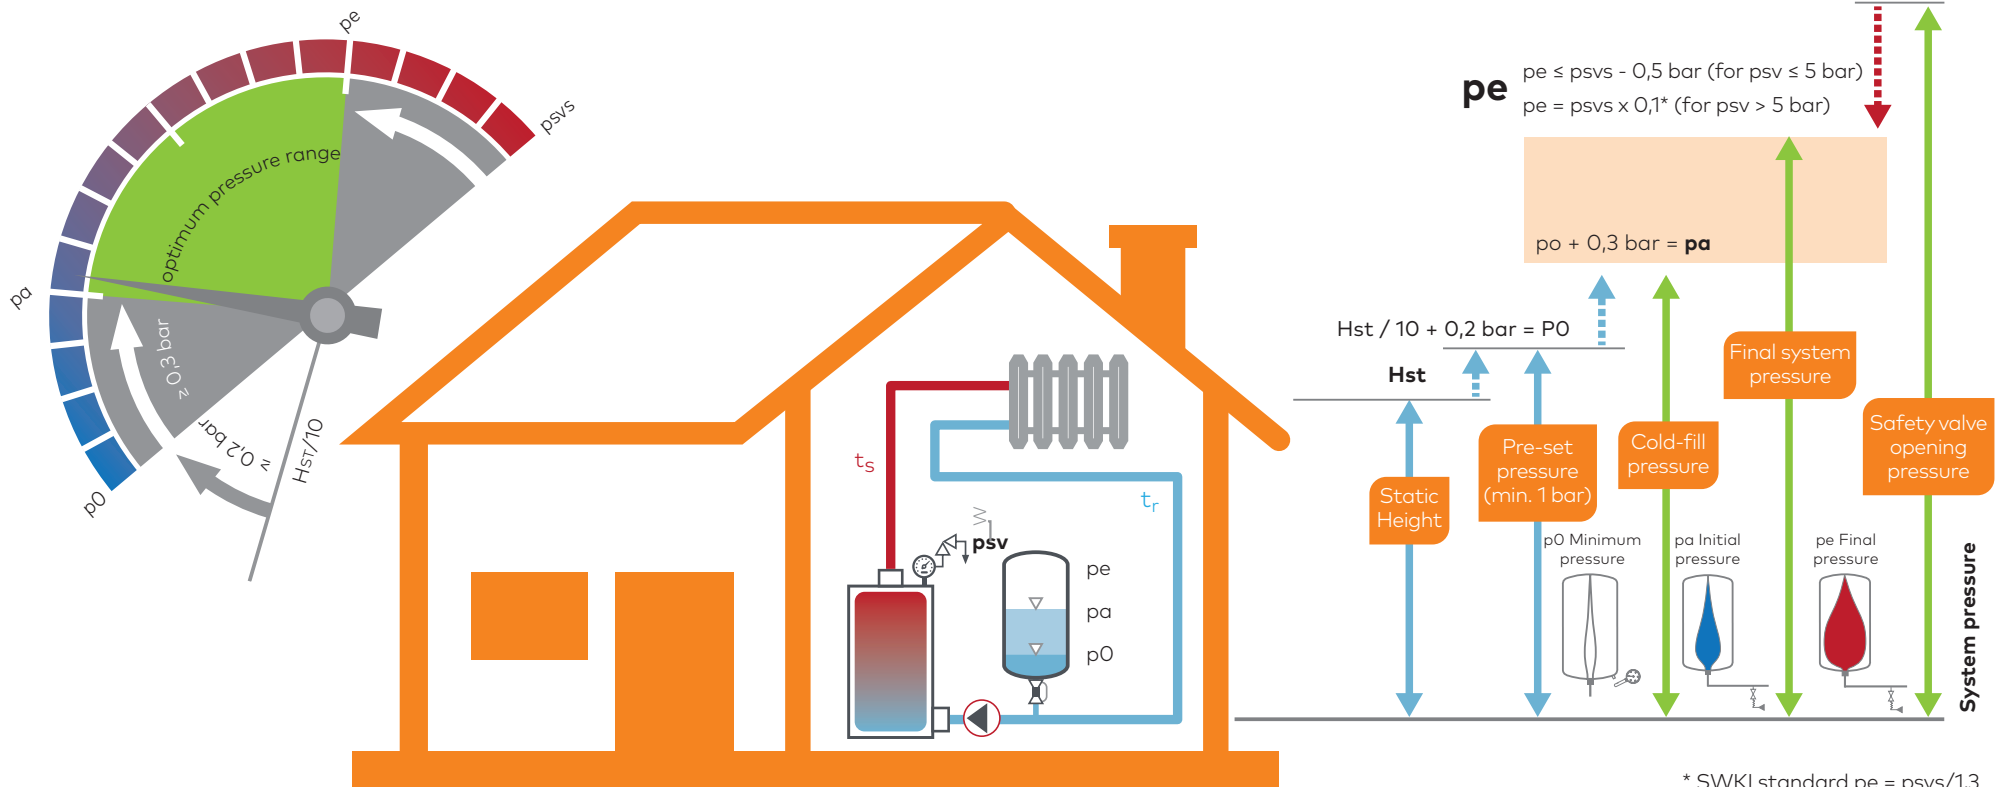 pe
psvs
optimum pressure range
pa
≥ 0,3 bar
≥ 0,2 bar
HST/10
p0
ts
tr
psv
pe
pa
p0
pe
pe ≤ psvs - 0,5 bar (for psv ≤ 5 bar)
pe = psvs x 0,1* (for psv > 5 bar)
po + 0,3 bar = pa
Hst / 10 + 0,2 bar = P0
Hst
Final system
pressure
Safety valve
opening
pressure
Cold-fill
pressure
Pre-set
pressure
(min. 1 bar)
Static
Height
p0 Minimum
pressure
pa Initial
pressure
pe Final
pressure
System pressure
* SWKI standard pe = psvs/1,3